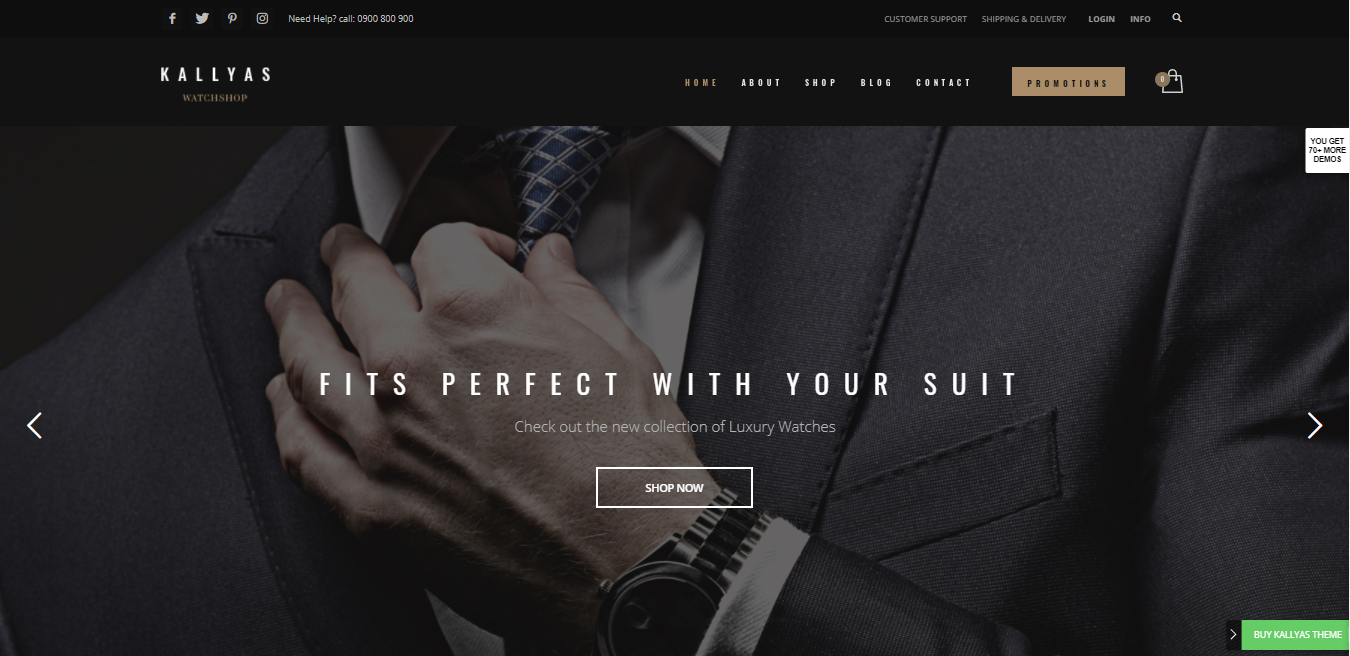 Need Help? call: 0900 800 900
CUSTOMER SUPPORT
SHIPPING & DELIVERY
LOGIN
INFO
KALLYAS
WATCHSHOP
HOME
ABOUT
SHOP
BLOG
CONTACT
PROMOTIONS
0
YOU GET
70+ MORE
DEMOS
FITS PERFECT WITH YOUR SUIT
Check out the new collection of Luxury Watches
SHOP NOW
BUY KALLYAS THEME